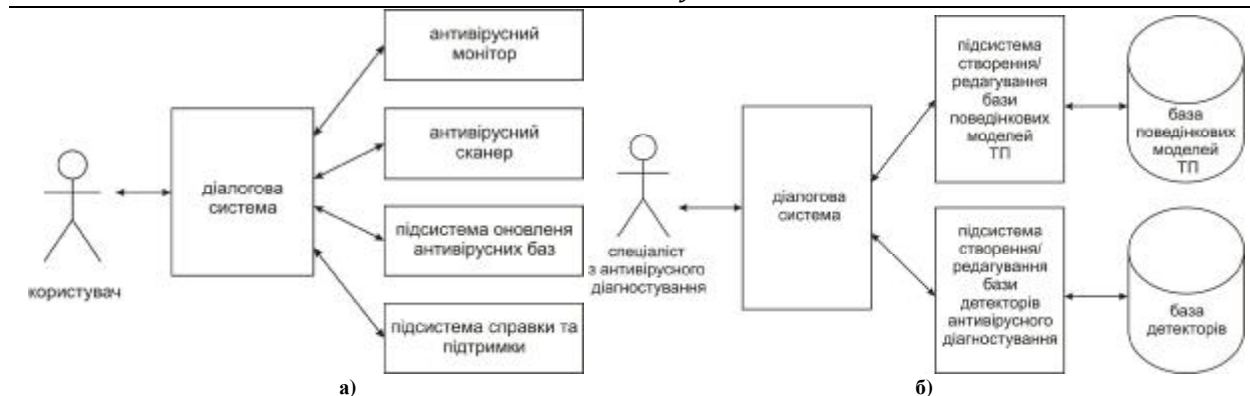 антивірусний
монітор
антивірусний
сканер
діалогова
система
підсистема оновленя
антивірусних баз
користувач
підсистема справки та
підтримки
а)
підсистема
створення/
редагування
бази
поведінкових
моделей
ТП
база
поведінкових
моделей
ТП
діалогова
система
спеціаліст
з антивірусного
діагностування
підсистема
створення/
редагування
бази
детекторів
антивірусного
діагностування
база
детекторів
б)